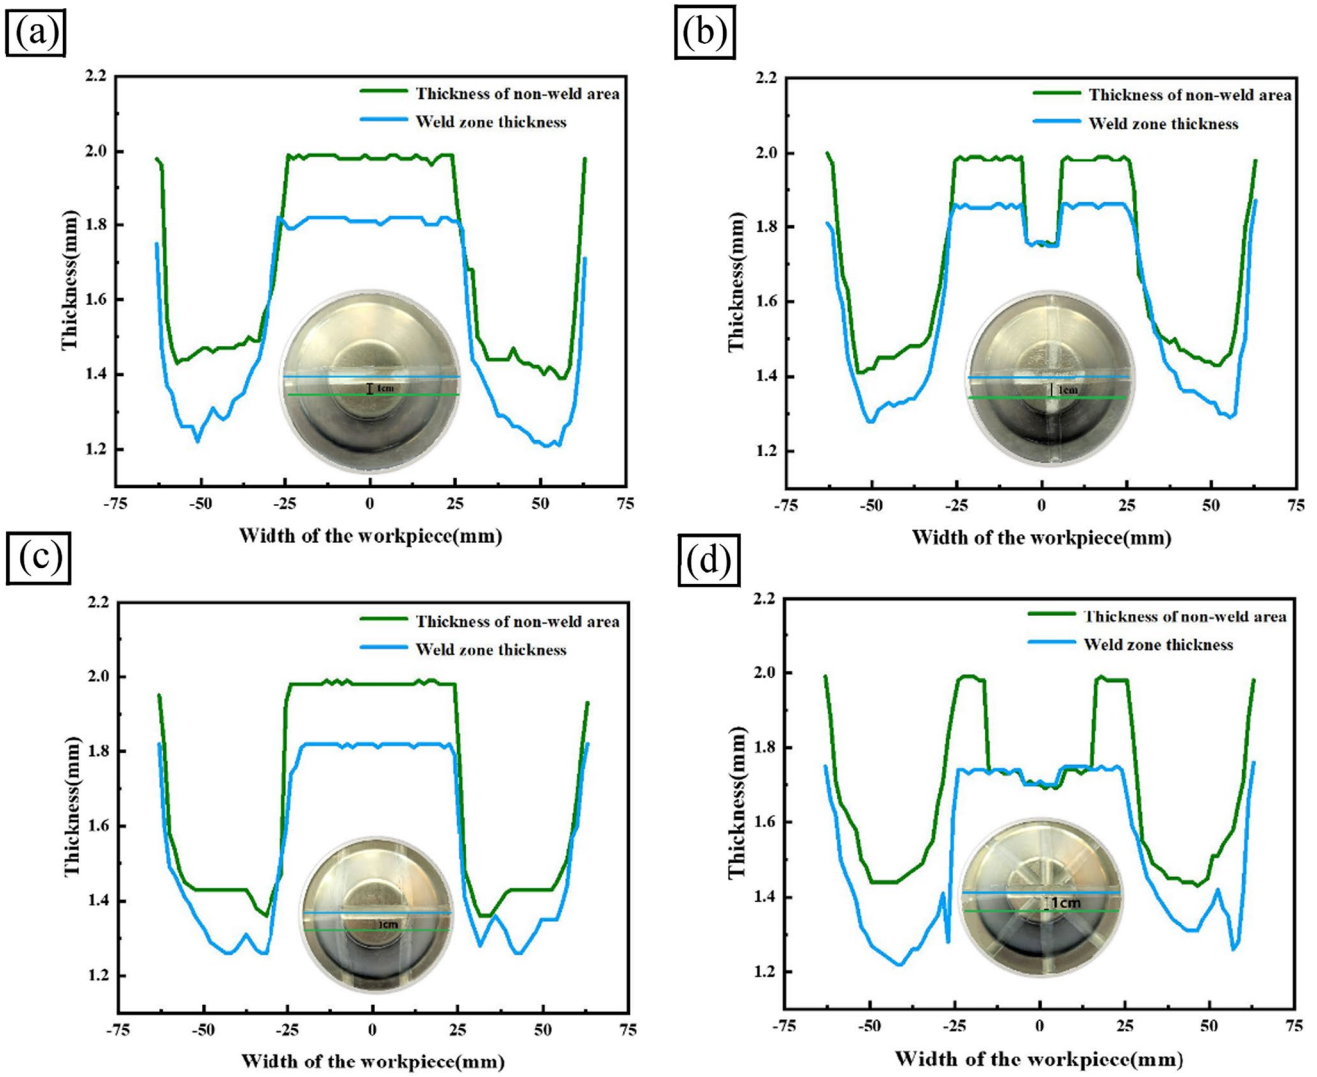 (a)
2.2
2.0
1.8
1.6
1.4
1.2
Thickness(mm)
Thickness of non-weld area
Weld zone thickness
1cm
-75 -50 -25 0 25 50 75
Width of the workpiece(mm)
(b)
2.2
2.0
1.8
1.6
1.4
1.2
Thickness(mm)
Thickness of non-weld area
Weld zone thickness
1cm
-75 -50 -25 0 25 50 75
Width of the workpiece(mm)
(c)
2.2
2.0
1.8
1.6
1.4
1.2
Thickness(mm)
Thickness of non-weld area
Weld zone thickness
1cm
-75 -50 -25 0 25 50 75
Width of the workpiece(mm)
(d)
2.2
2.0
1.8
1.6
1.4
1.2
Thickness(mm)
Thickness of non-weld area
Weld zone thickness
1cm
-75 -50 -25 0 25 50 75
Width of the workpiece(mm)